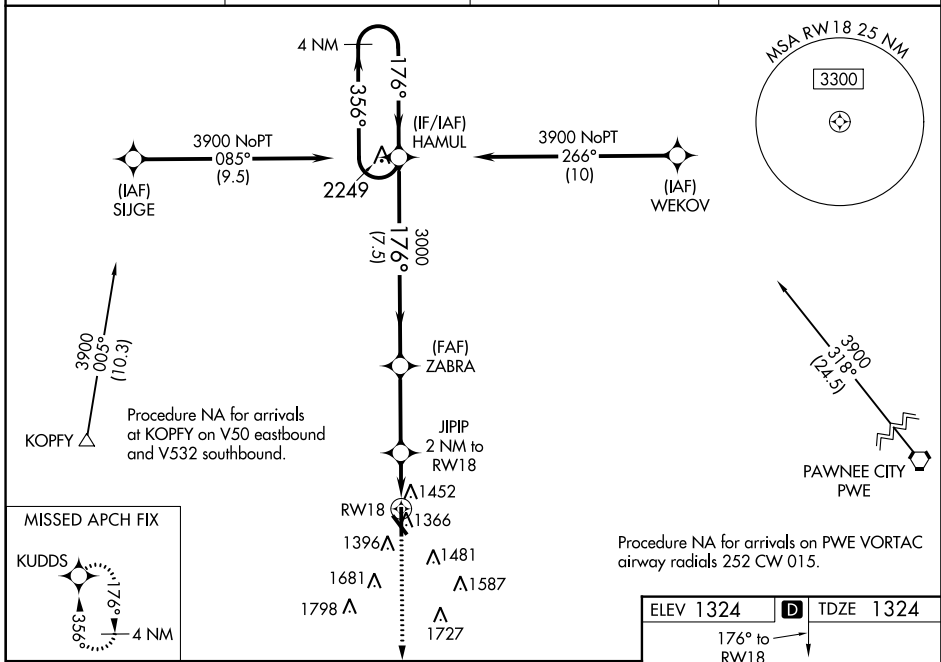 4 NM
176°
356°
(IF/IAF)
HAMUL
3900 NoPT
085°
(9.5)
(IAF)
SIJGE
2249
3900 NoPT
266°
(10)
(IAF)
WEKOV
MSA RW 18 25 NM
3300
3000
176°
(7.5)
3900
005°
(10.3)
KOPFY
Procedure NA for arrivals
at KOPFY on V50 eastbound
and V532 southbound.
(FAF)
ZABRA
JIPIP
2 NM to
RW18
3900
318°
(24.5)
PAWNEE CITY
PWE
RW18
1452
1366
1396
1481
1681
1587
1798
1727
Procedure NA for arrivals on PWE VORTAC
airway radials 252 CW 015.
MISSED APCH FIX
KUDDS
176°
356°
4 NM
ELEV 1324 D TDZE 1324
176° to
RW18